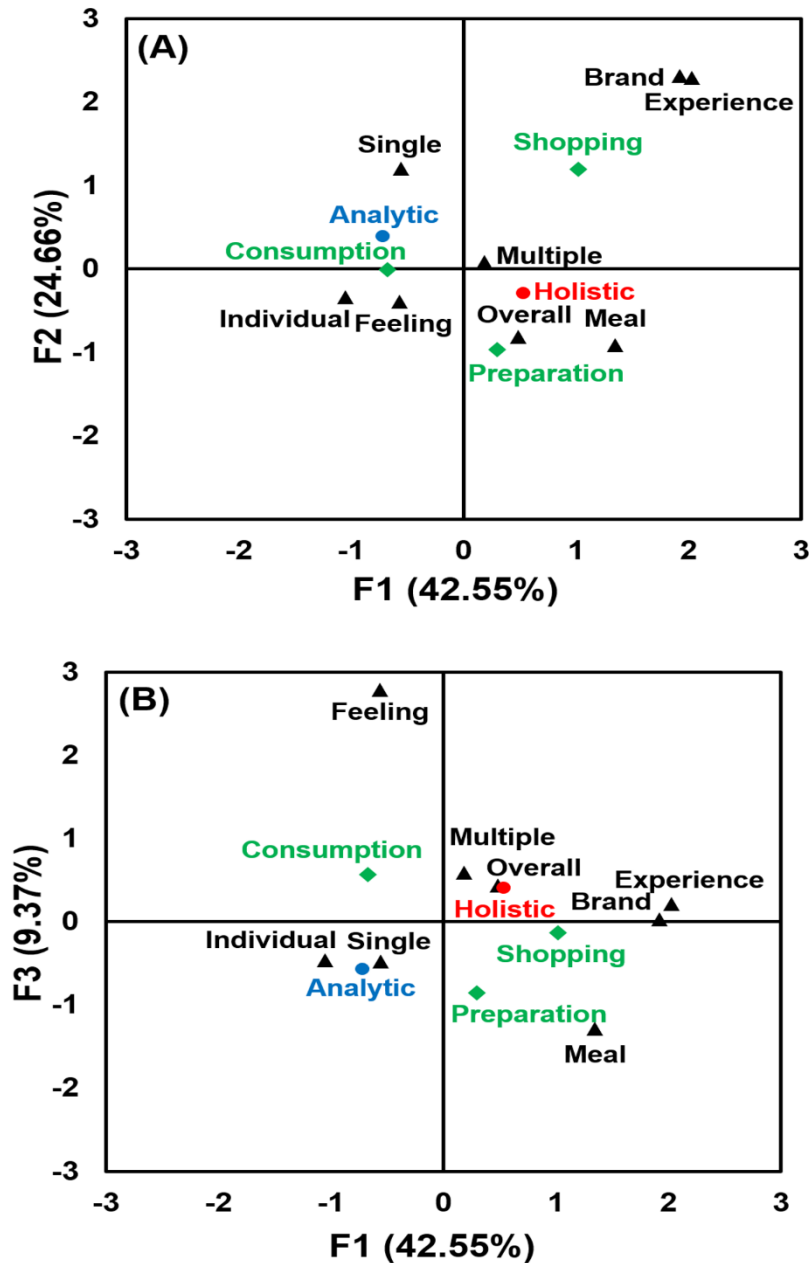 (A)
3
2
1
0
-1
-2
-3
F2 (24.66%)
Brand
Experience
Shopping
Single
Analytic
Consumption
Multiple
Individual
Feeling
Holistic
Overall
Meal
Preparation
-3
-2
-1
0
1
2
3
F1 (42.55%)
(B)
3
2
1
0
-1
-2
-3
F3 (9.37%)
Feeling
Consumption
Multiple
Overall
Experience
Holistic
Brand
Individual
Single
Shopping
Analytic
Preparation
Meal
-3
-2
-1
0
1
2
3
F1 (42.55%)